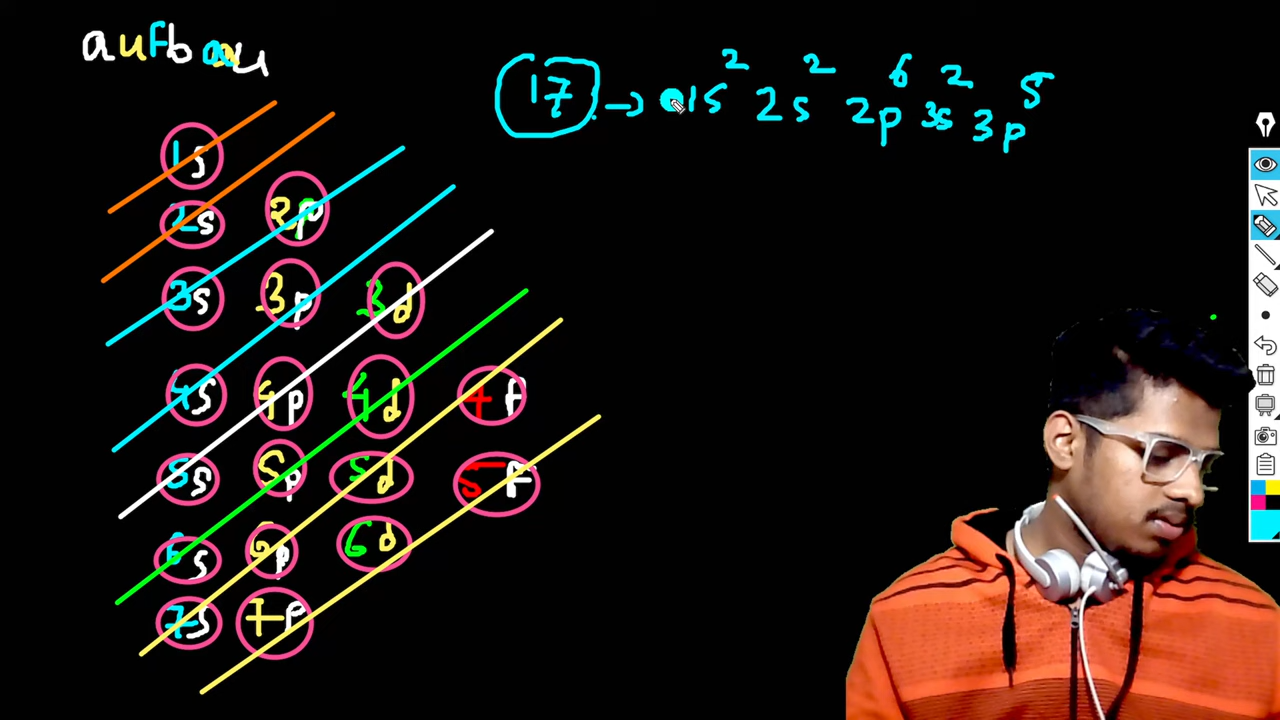 aufbau
17 → 1s² 2s² 2p⁶ 3s² 3p⁵
1s
2s 2p
3s 3p 3d
4s 4p 4d 4f
5s 5p 5d 5f
6s 6p 6d
7s 7p